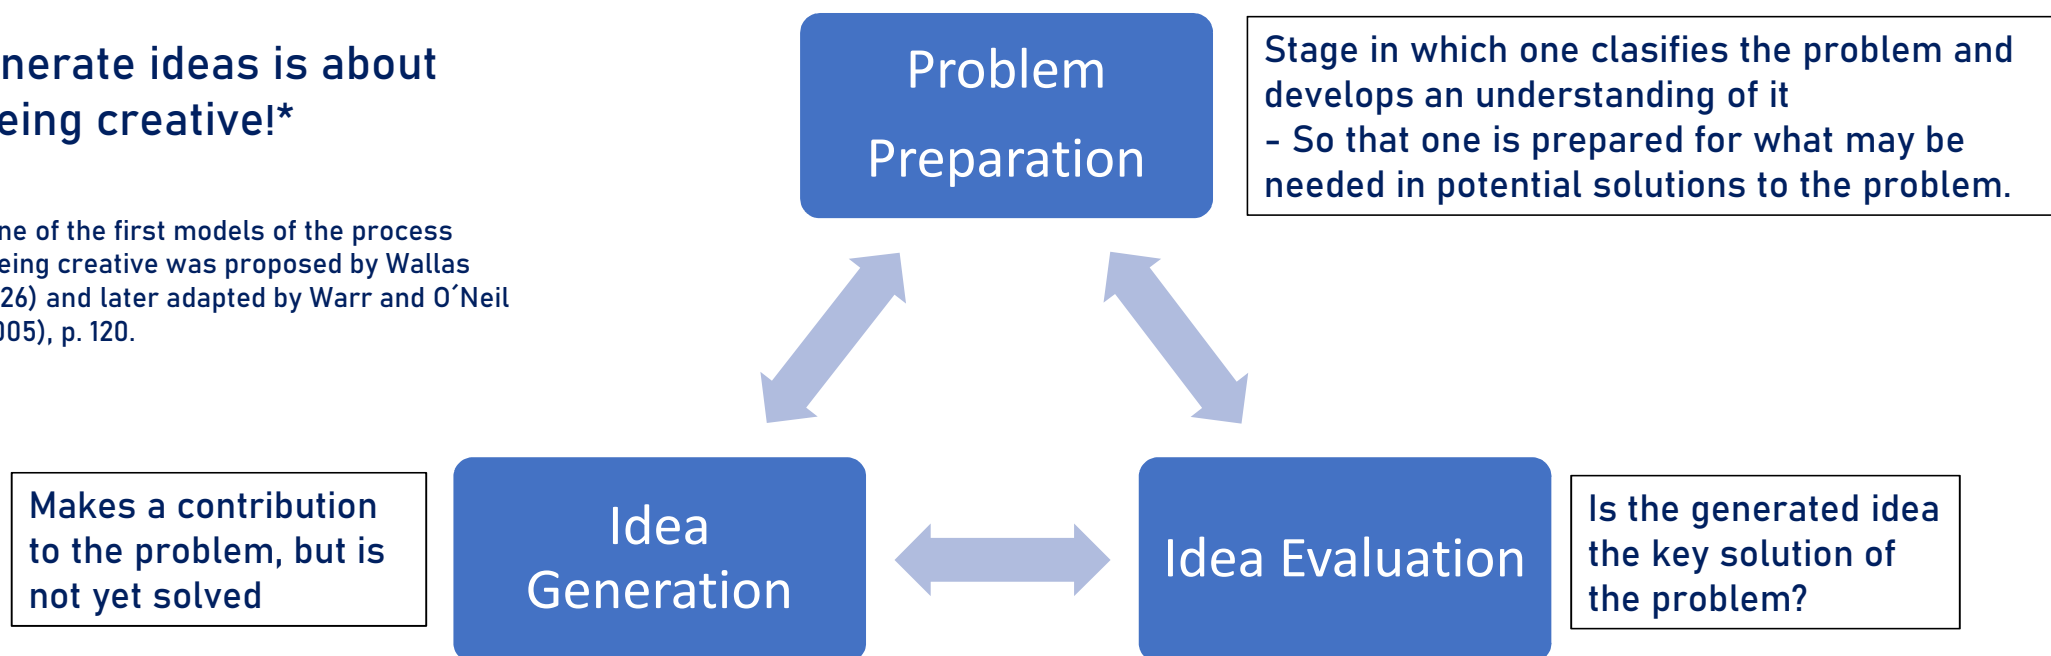 nerate ideas is about
eing creative!*
ne of the first models of the process
eing creative was proposed by Wallas
26) and later adapted by Warr and O´Neil
005), p. 120.
Problem
Preparation
Stage in which one clasifies the problem and
develops an understanding of it
- So that one is prepared for what may be
needed in potential solutions to the problem.
Makes a contribution
to the problem, but is
not yet solved
Idea
Generation
Idea Evaluation
Is the generated idea
the key solution of
the problem?